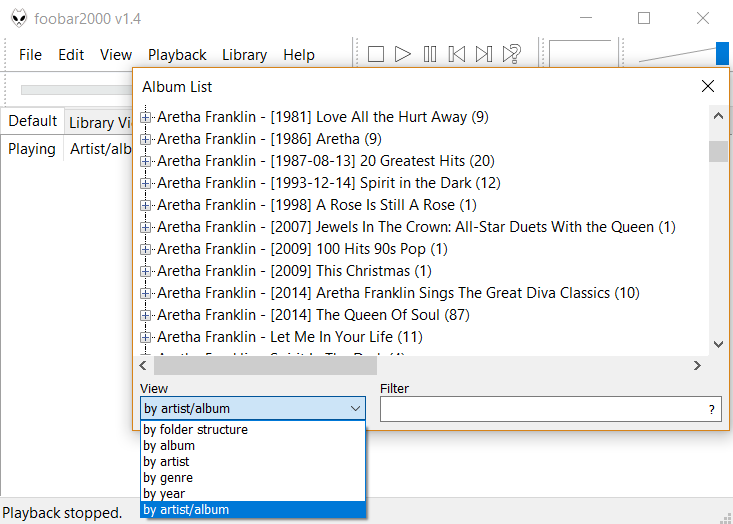 foobar2000 v1.4
File Edit View Playback Library Help
Album List
Default Library Vi
Playing Artist/alb
Aretha Franklin - [1981] Love All the Hurt Away (9)
Aretha Franklin - [1986] Aretha (9)
Aretha Franklin - [1987-08-13] 20 Greatest Hits (20)
Aretha Franklin - [1993-12-14] Spirit in the Dark (12)
Aretha Franklin - [1998] A Rose Is Still A Rose (1)
Aretha Franklin - [2007] Jewels In The Crown: All-Star Duets With the Queen (1)
Aretha Franklin - [2009] 100 Hits 90s Pop (1)
Aretha Franklin - [2009] This Christmas (1)
Aretha Franklin - [2014] Aretha Franklin Sings The Great Diva Classics (10)
Aretha Franklin - [2014] The Queen Of Soul (87)
Aretha Franklin - Let Me In Your Life (11)
Aretha Franklin - Spirit In The Dark (4)
View Filter
by artist/album ?
by folder structure
by album
by artist
by genre
by year
by artist/album
Playback stopped.